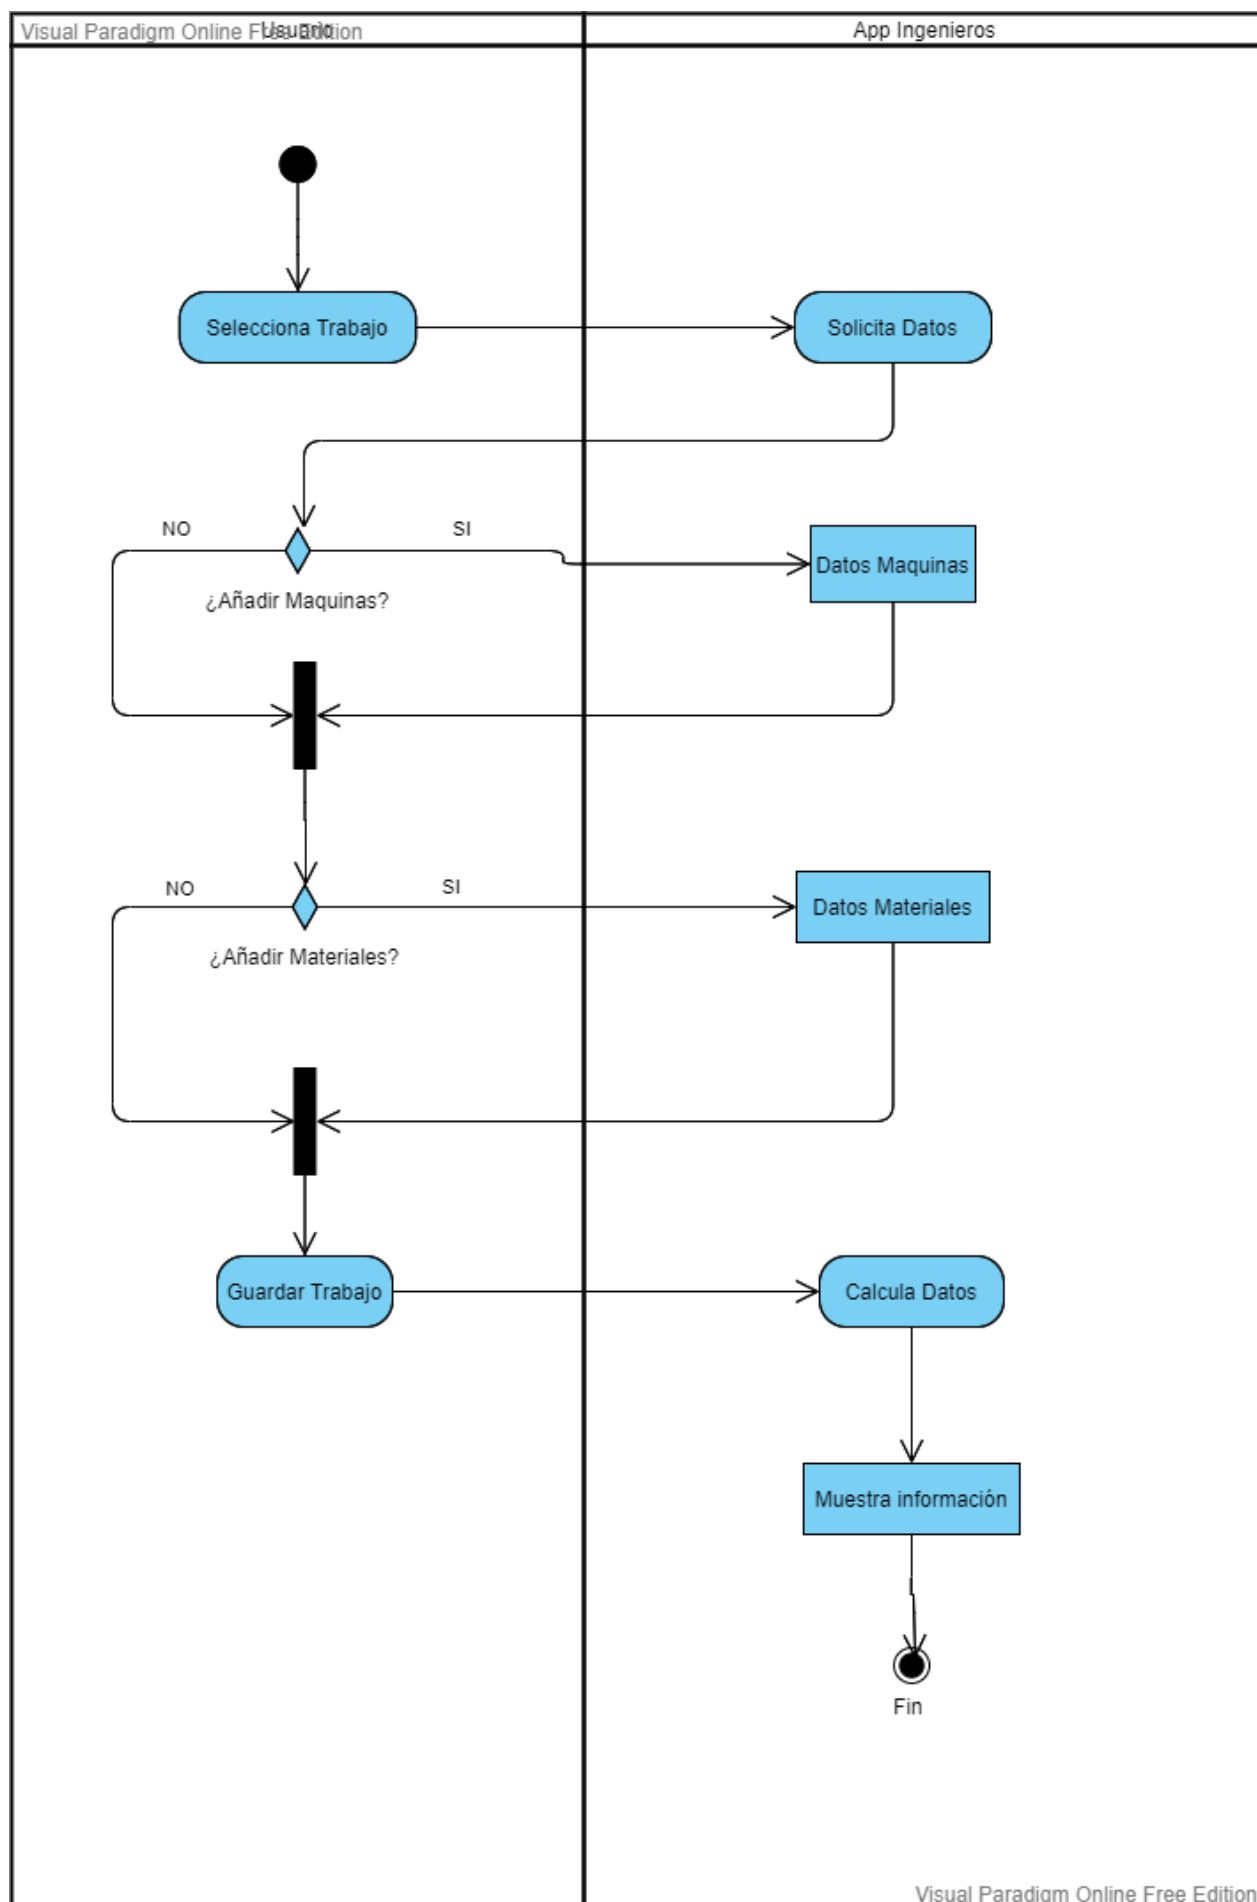 Visual Paradigm Online Free Edition
Usuario
App Ingenieros
Selecciona Trabajo
Solicita Datos
NO
SI
Datos Maquinas
¿Añadir Maquinas?
NO
SI
Datos Materiales
¿Añadir Materiales?
Guardar Trabajo
Calcula Datos
Muestra información
Fin
Visual Paradigm Online Free Edition